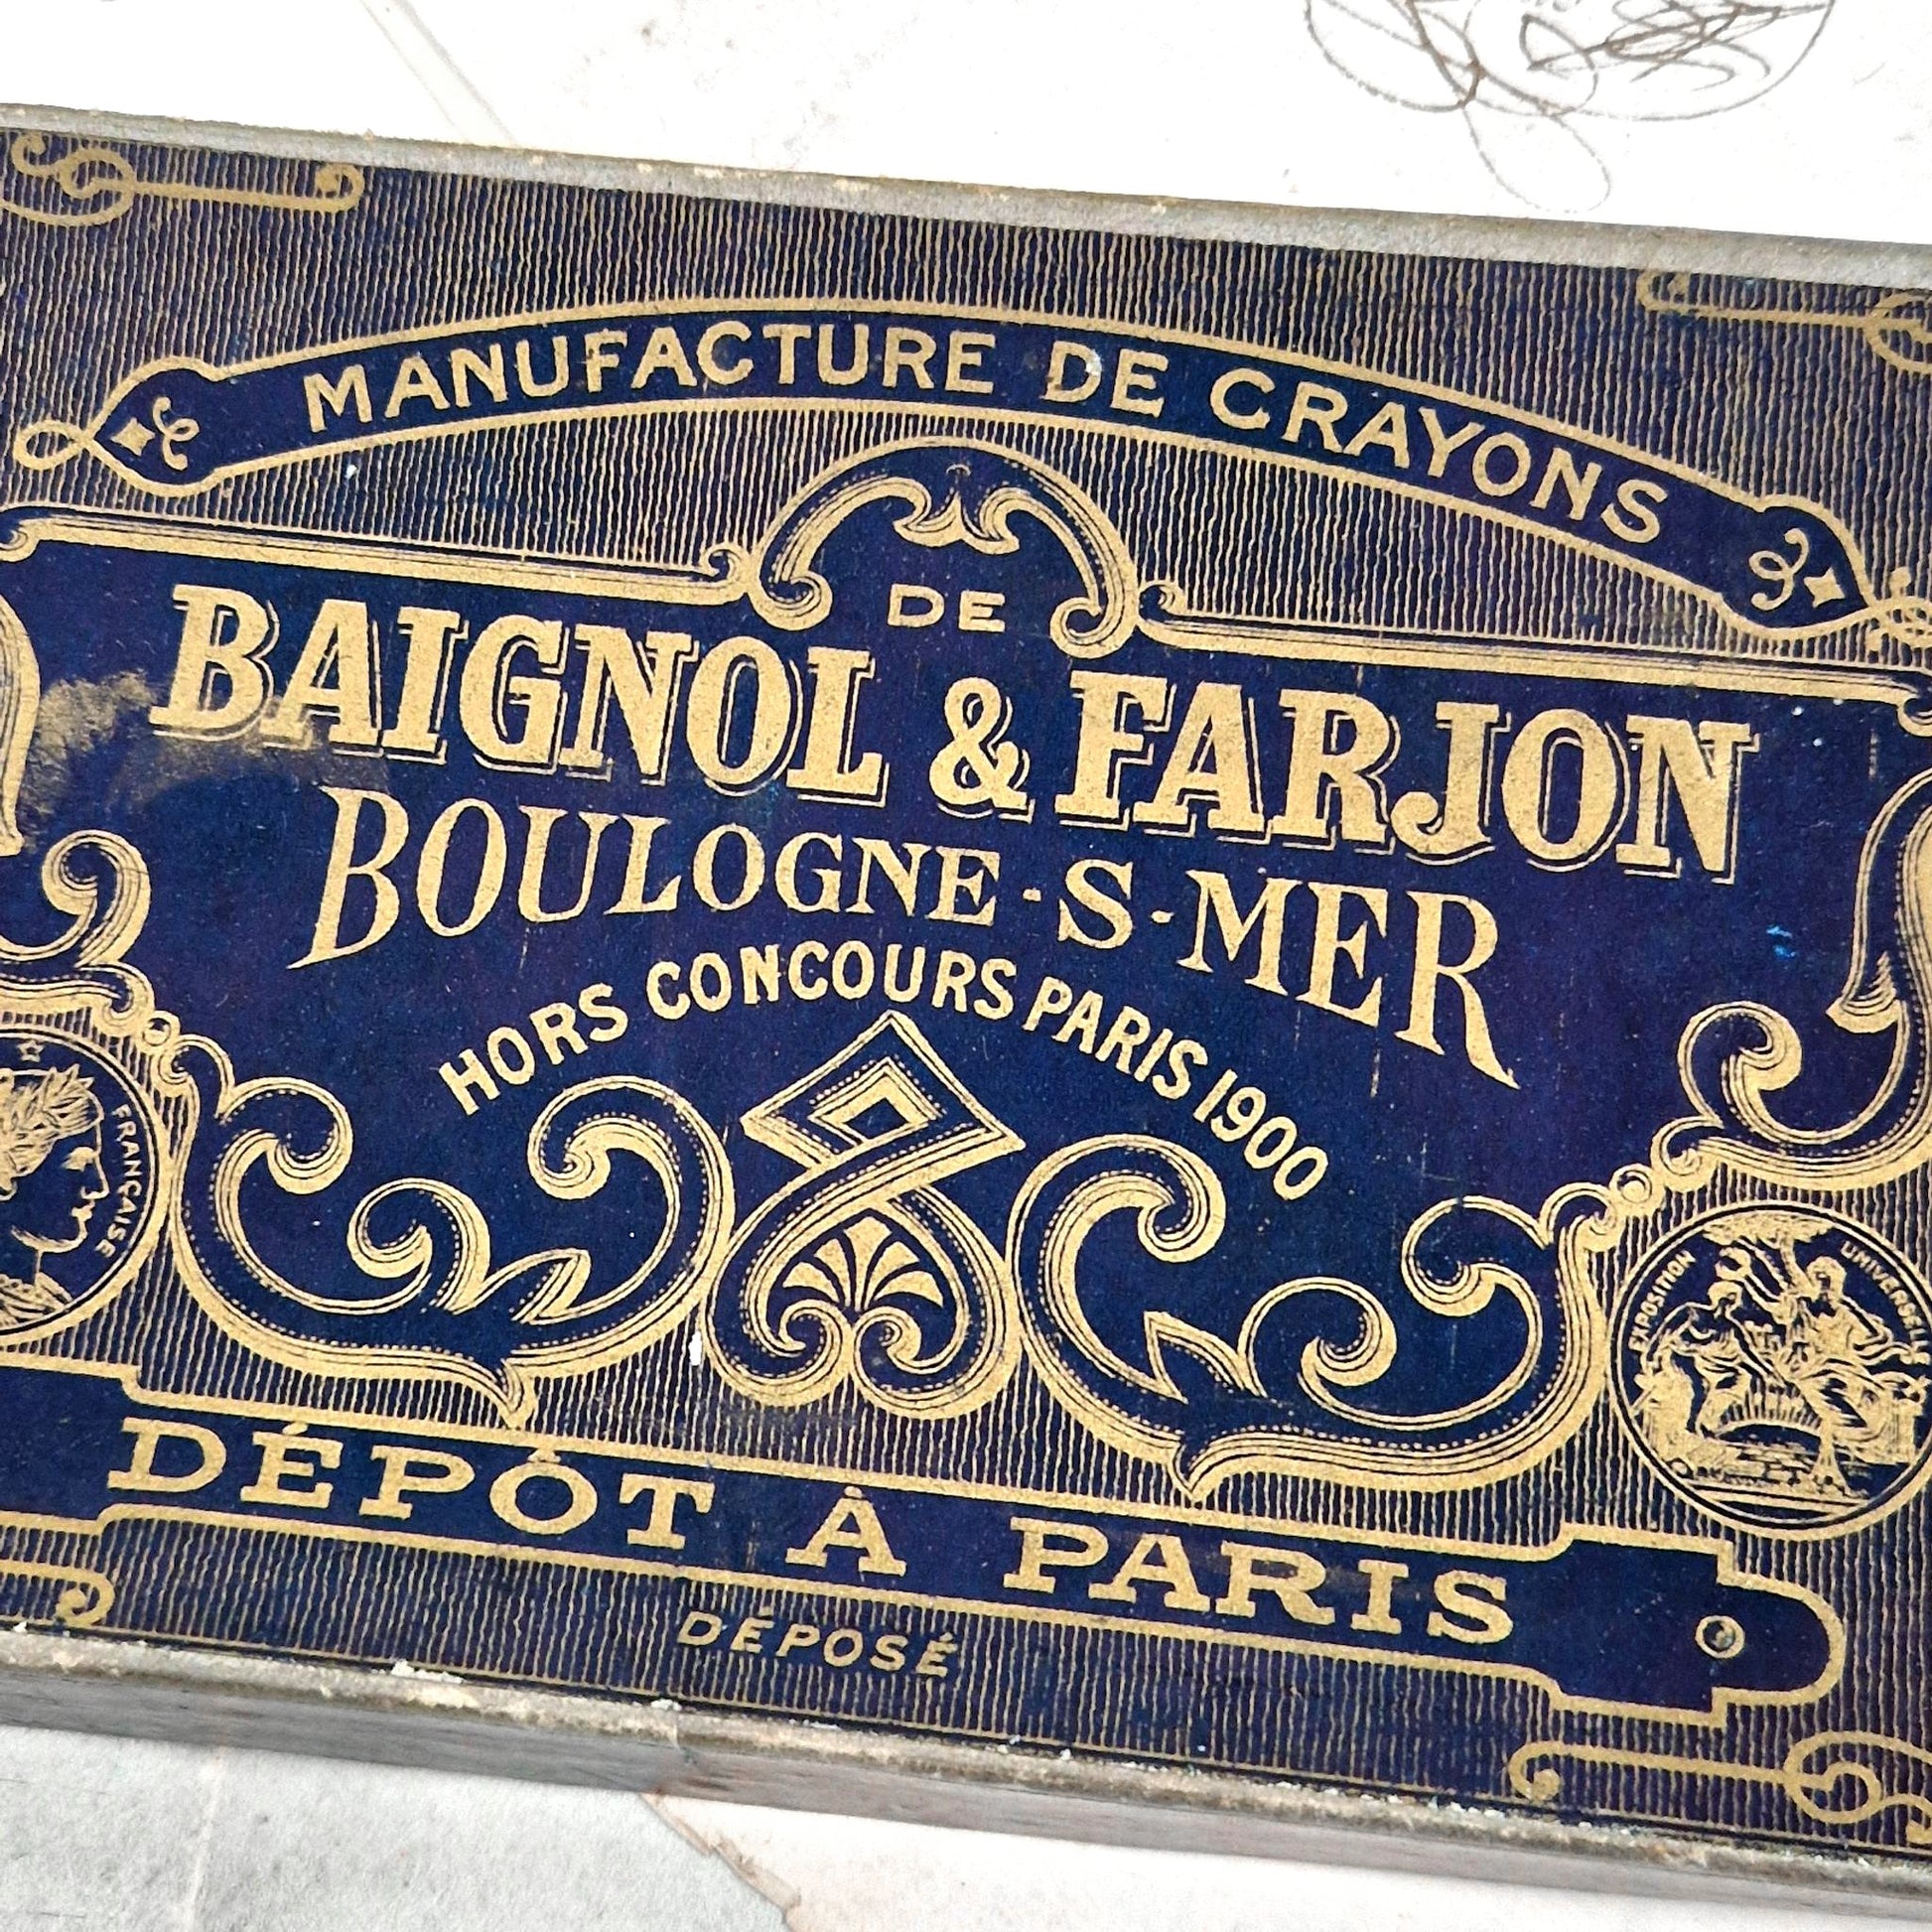 MANUFACTURE DE CRAYONS
DE
BAIGNOL & FARJON
BOULOGNE-S-MER
HORS CONCOURS PARIS 1900
FRANÇAISE
EXPOSITION UNIVERSELLE
DÉPÔT À PARIS
DÉPOSÉ